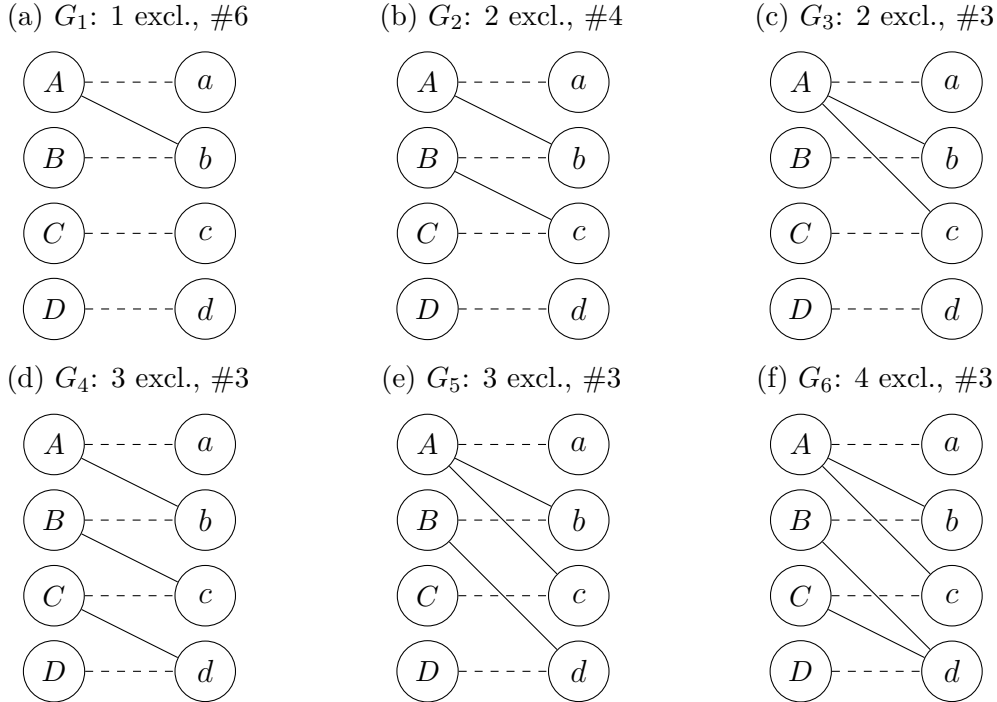 (a) G₁: 1 excl., #6
(b) G₂: 2 excl., #4
(c) G₃: 2 excl., #3
A a A a A a
B b B b B b
C c C c C c
D d D d D d
(d) G₄: 3 excl., #3
(e) G₅: 3 excl., #3
(f) G₆: 4 excl., #3
A a A a A a
B b B b B b
C c C c C c
D d D d D d